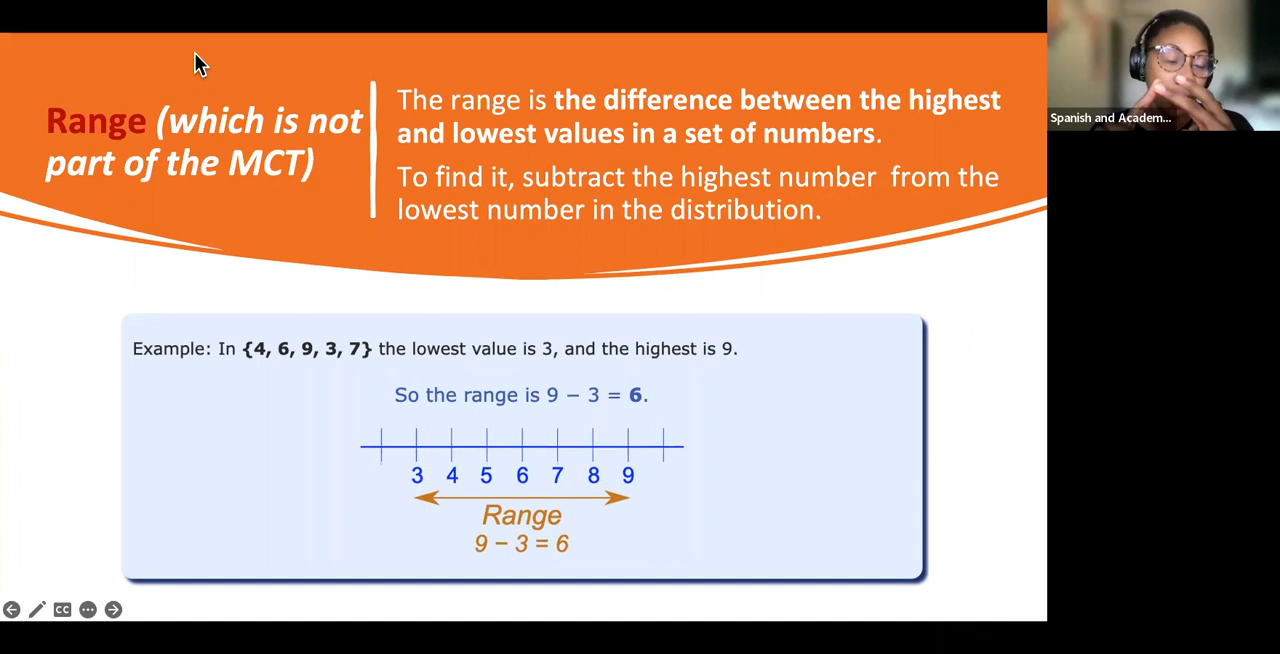 Range (which is not
part of the MCT)
The range is the difference between the highest
and lowest values in a set of numbers.
To find it, subtract the highest number from the
lowest number in the distribution.
Spanish and Academ...
Example: In {4, 6, 9, 3, 7} the lowest value is 3, and the highest is 9.
So the range is 9 − 3 = 6.
3 4 5 6 7 8 9
Range
9 − 3 = 6
CC